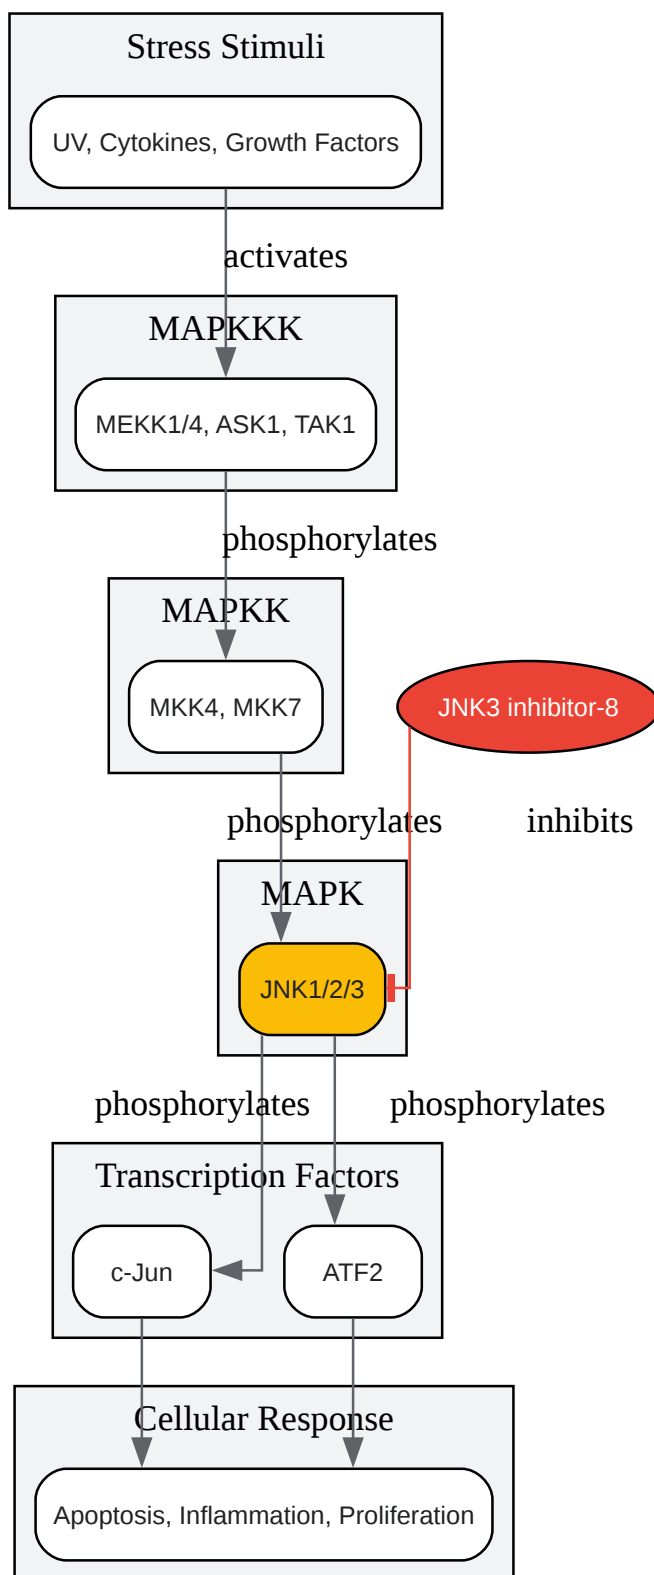 Stress Stimuli
UV, Cytokines, Growth Factors
activates
MAPKKK
MEKK1/4, ASK1, TAK1
phosphorylates
MAPKK
MKK4, MKK7
JNK3 inhibitor-8
phosphorylates
inhibits
MAPK
JNK1/2/3
phosphorylates
phosphorylates
Transcription Factors
c-Jun
ATF2
Cellular Response
Apoptosis, Inflammation, Proliferation